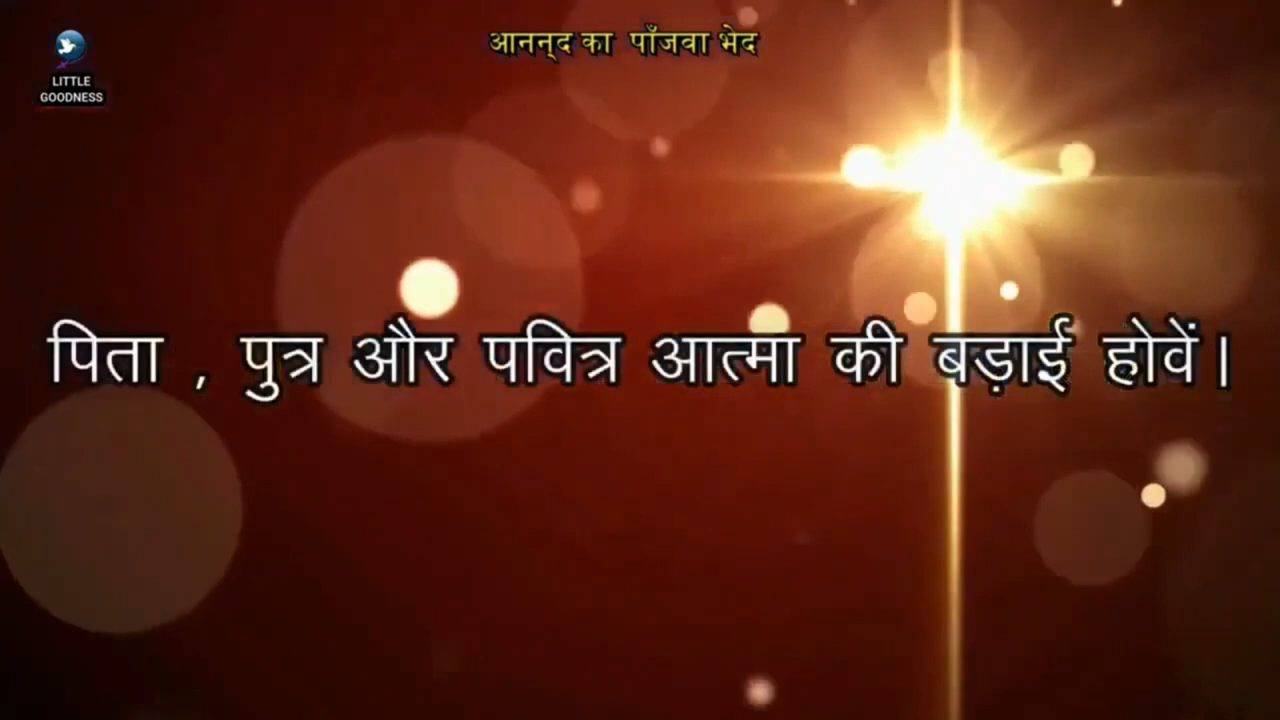 आनन्द का पाँजवा भेद
LITTLE
GOODNESS
पिता , पुत्र और पवित्र आत्मा की बड़ाई होवें।